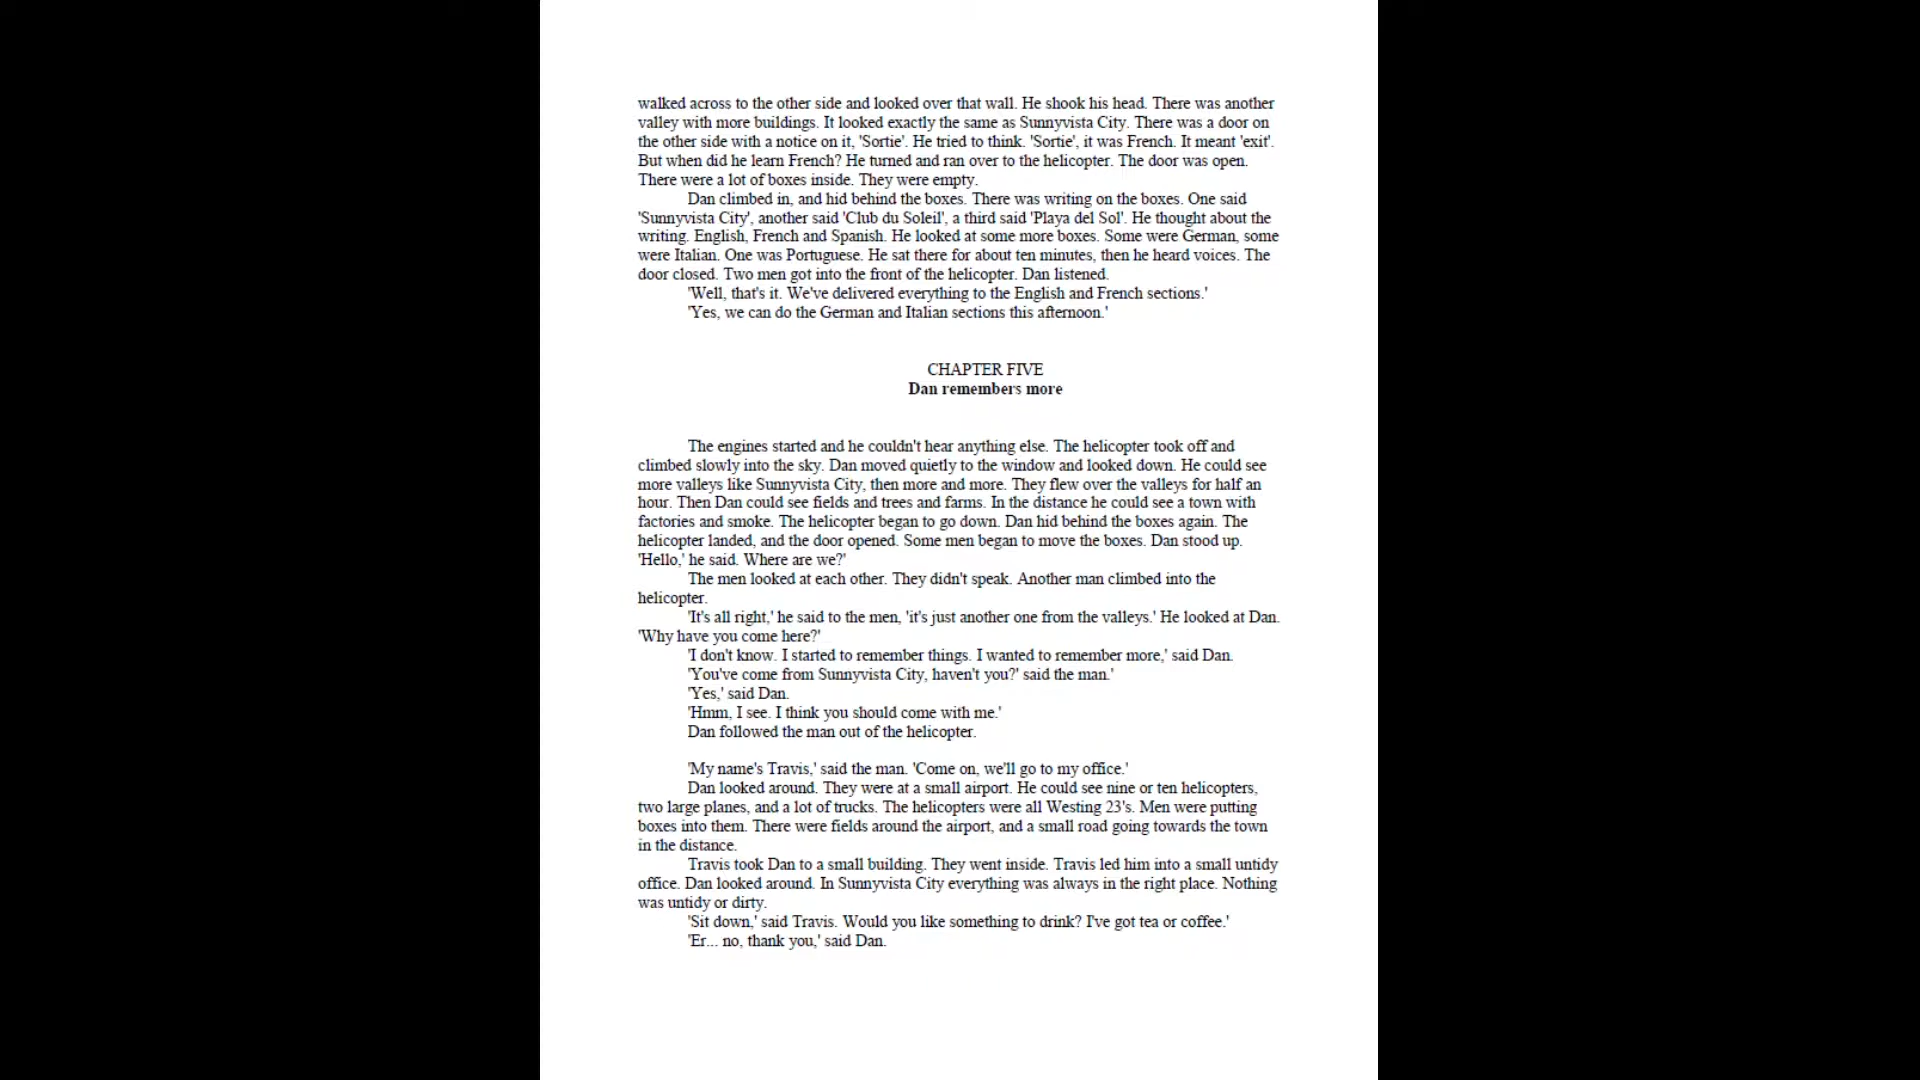 walked across to the other side and looked over that wall. He shook his head. There was another
valley with more buildings. It looked exactly the same as Sunnyvista City. There was a door on
the other side with a notice on it, 'Sortie'. He tried to think. 'Sortie', it was French. It meant 'exit'.
But when did he learn French? He turned and ran over to the helicopter. The door was open.
There were a lot of boxes inside. They were empty.
Dan climbed in, and hid behind the boxes. There was writing on the boxes. One said
'Sunnyvista City', another said 'Club du Soleil', a third said 'Playa del Sol'. He thought about the
writing. English, French and Spanish. He looked at some more boxes. Some were German, some
were Italian. One was Portuguese. He sat there for about ten minutes, then he heard voices. The
door closed. Two men got into the front of the helicopter. Dan listened.
'Well, that's it. We've delivered everything to the English and French sections.'
'Yes, we can do the German and Italian sections this afternoon.'
CHAPTER FIVE
Dan remembers more
The engines started and he couldn't hear anything else. The helicopter took off and
climbed slowly into the sky. Dan moved quietly to the window and looked down. He could see
more valleys like Sunnyvista City, then more and more. They flew over the valleys for half an
hour. Then Dan could see fields and trees and farms. In the distance he could see a town with
factories and smoke. The helicopter began to go down. Dan hid behind the boxes again. The
helicopter landed, and the door opened. Some men began to move the boxes. Dan stood up.
'Hello,' he said. Where are we?'
The men looked at each other. They didn't speak. Another man climbed into the
helicopter.
'It's all right,' he said to the men, 'it's just another one from the valleys.' He looked at Dan.
'Why have you come here?'
'I don't know. I started to remember things. I wanted to remember more,' said Dan.
'You've come from Sunnyvista City, haven't you?' said the man.'
'Yes,' said Dan.
'Hmm, I see. I think you should come with me.'
Dan followed the man out of the helicopter.
'My name's Travis,' said the man. 'Come on, we'll go to my office.'
Dan looked around. They were at a small airport. He could see nine or ten helicopters,
two large planes, and a lot of trucks. The helicopters were all Westing 23's. Men were putting
boxes into them. There were fields around the airport, and a small road going towards the town
in the distance.
Travis took Dan to a small building. They went inside. Travis led him into a small untidy
office. Dan looked around. In Sunnyvista City everything was always in the right place. Nothing
was untidy or dirty.
'Sit down,' said Travis. Would you like something to drink? I've got tea or coffee.'
'Er... no, thank you,' said Dan.